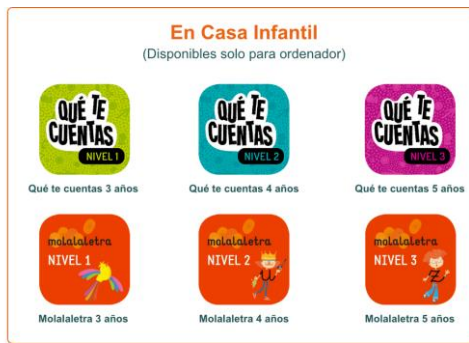 En Casa Infantil
(Disponibles solo para ordenador)
QUÉ TE
CUENTAS
NIVEL 1
QUÉ TE
CUENTAS
NIVEL 2
QUÉ TE
CUENTAS
NIVEL 3
Qué te cuentas 3 años
Qué te cuentas 4 años
Qué te cuentas 5 años
molalaletra
NIVEL 1
molalaletra
NIVEL 2
molalaletra
NIVEL 3
Molalaletra 3 años
Molalaletra 4 años
Molalaletra 5 años